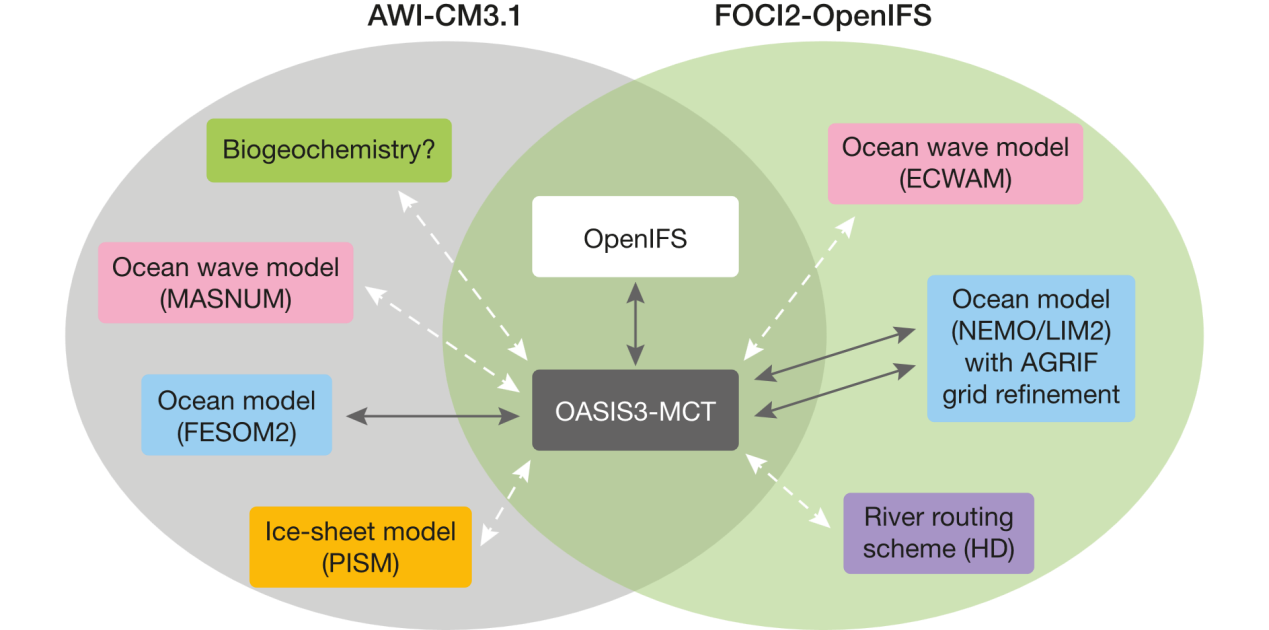 AWI-CM3.1
FOCI2-OpenIFS
Biogeochemistry?
Ocean wave model
(ECWAM)
OpenIFS
Ocean wave model
(MASNUM)
Ocean model
(NEMO/LIM2)
with AGRIF
grid refinement
Ocean model
(FESOM2)
OASIS3-MCT
Ice-sheet model
(PISM)
River routing
scheme (HD)